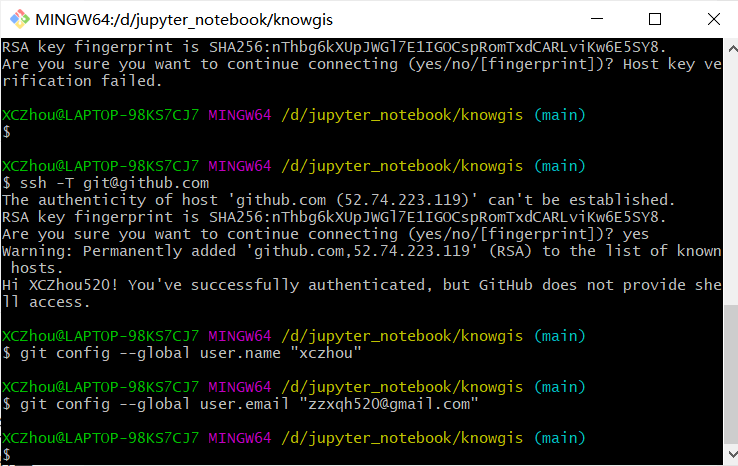 MINGW64:/d/jupyter_notebook/knowgis
RSA key fingerprint is SHA256:nThbg6kXUpJWGl7E1IGOCspRomTxdCARLviKw6E5SY8.
Are you sure you want to continue connecting (yes/no/[fingerprint])? Host key ve
rification failed.
XCZhou@LAPTOP-98KS7CJ7 MINGW64 /d/jupyter_notebook/knowgis (main)
$
XCZhou@LAPTOP-98KS7CJ7 MINGW64 /d/jupyter_notebook/knowgis (main)
$ ssh -T git@github.com
The authenticity of host 'github.com (52.74.223.119)' can't be established.
RSA key fingerprint is SHA256:nThbg6kXUpJWGl7E1IGOCspRomTxdCARLviKw6E5SY8.
Are you sure you want to continue connecting (yes/no/[fingerprint])? yes
Warning: Permanently added 'github.com,52.74.223.119' (RSA) to the list of known
 hosts.
Hi XCZhou520! You've successfully authenticated, but GitHub does not provide she
ll access.
XCZhou@LAPTOP-98KS7CJ7 MINGW64 /d/jupyter_notebook/knowgis (main)
$ git config --global user.name "xczhou"
XCZhou@LAPTOP-98KS7CJ7 MINGW64 /d/jupyter_notebook/knowgis (main)
$ git config --global user.email "zzxqh520@gmail.com"
XCZhou@LAPTOP-98KS7CJ7 MINGW64 /d/jupyter_notebook/knowgis (main)
$